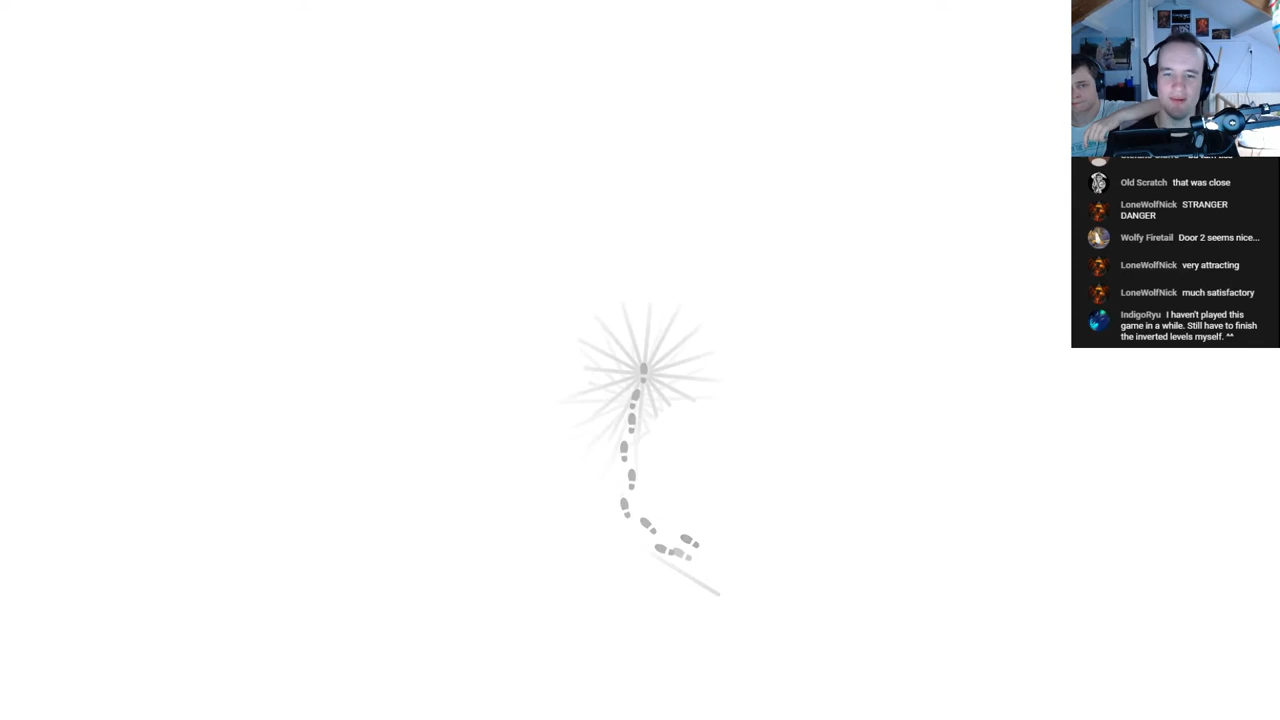 Old Scratch that was close
LoneWolfNick STRANGER
DANGER
Wolfy Firetail Door 2 seems nice...
LoneWolfNick very attracting
LoneWolfNick much satisfactory
IndigoRyu I haven't played this
game in a while. Still have to finish
the inverted levels myself. ^^